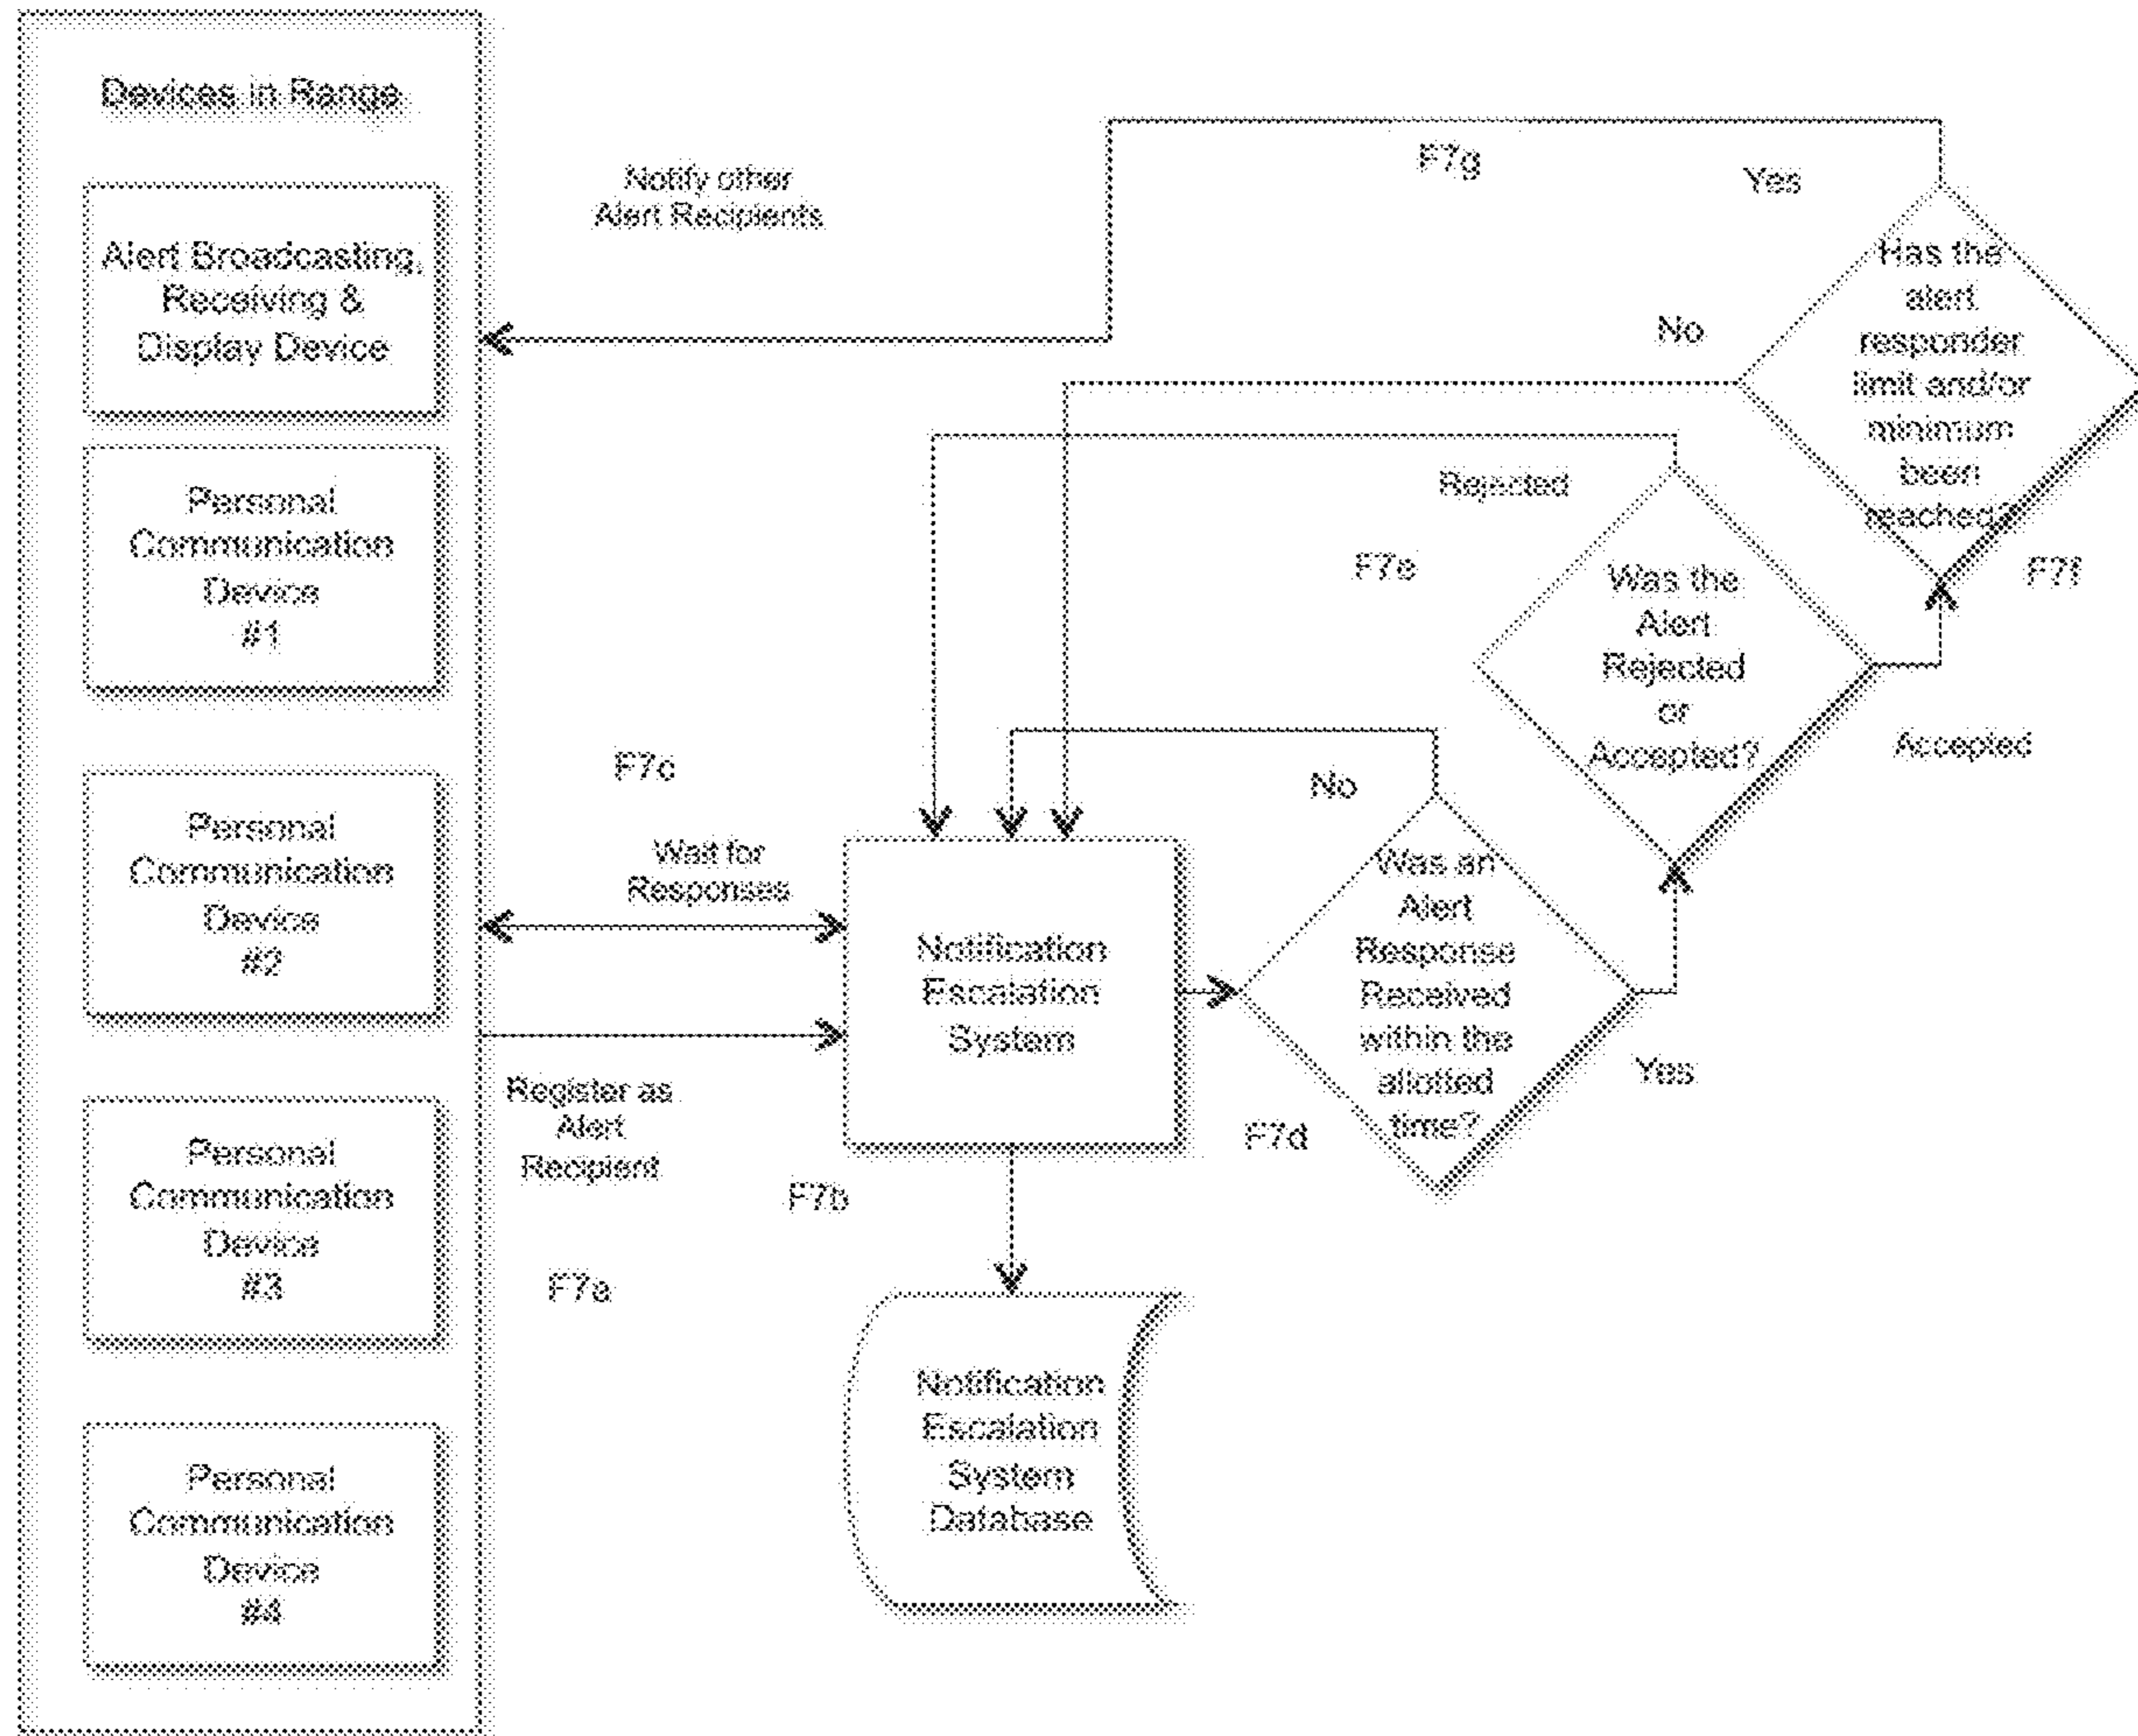 Devices in Range
Alert Broadcasting,
Receiving &
Display Device
Personal
Communication
Device
#1
Personal
Communication
Device
#2
Personal
Communication
Device
#3
Personal
Communication
Device
#4
Notify other
Alert Recipients
F7g
Yes
No
Has the
alert
responder
limit and/or
minimum
been
reached?
F7f
Rejected
F7e
Was the
Alert
Rejected
or
Accepted?
Accepted
F7c
Wait for
Responses
No
Was an
Alert
Response
Received
within the
allotted
time?
Yes
F7d
Notification
Escalation
System
Register as
Alert
Recipient
F7b
F7a
Notification
Escalation
System
Database